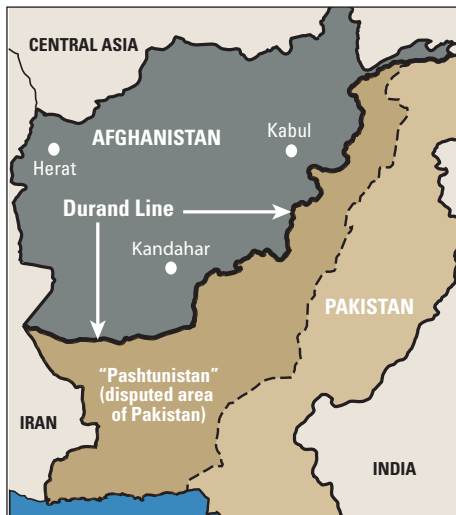 CENTRAL ASIA
AFGHANISTAN
Kabul
Herat
Durand Line
Kandahar
PAKISTAN
“Pashtunistan”
(disputed area
of Pakistan)
IRAN
INDIA